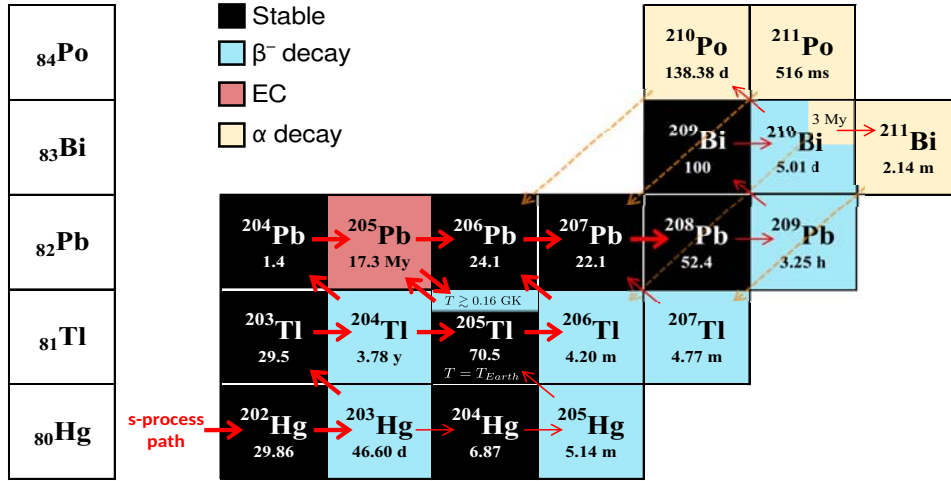 Stable
β⁻ decay
EC
α decay
₈₄Po
²¹⁰Po
138.38 d
²¹¹Po
516 ms
₈₃Bi
²⁰⁹Bi
100
²¹⁰Bi
5.01 d
3 My
²¹¹Bi
2.14 m
₈₂Pb
²⁰⁴Pb
1.4
²⁰⁵Pb
17.3 My
²⁰⁶Pb
24.1
²⁰⁷Pb
22.1
²⁰⁸Pb
52.4
²⁰⁹Pb
3.25 h
₈₁Tl
²⁰³Tl
29.5
²⁰⁴Tl
3.78 y
T ≳ 0.16 GK
²⁰⁵Tl
70.5
T = T_Earth
²⁰⁶Tl
4.20 m
²⁰⁷Tl
4.77 m
₈₀Hg
s-process
path
²⁰²Hg
29.86
²⁰³Hg
46.60 d
²⁰⁴Hg
6.87
²⁰⁵Hg
5.14 m